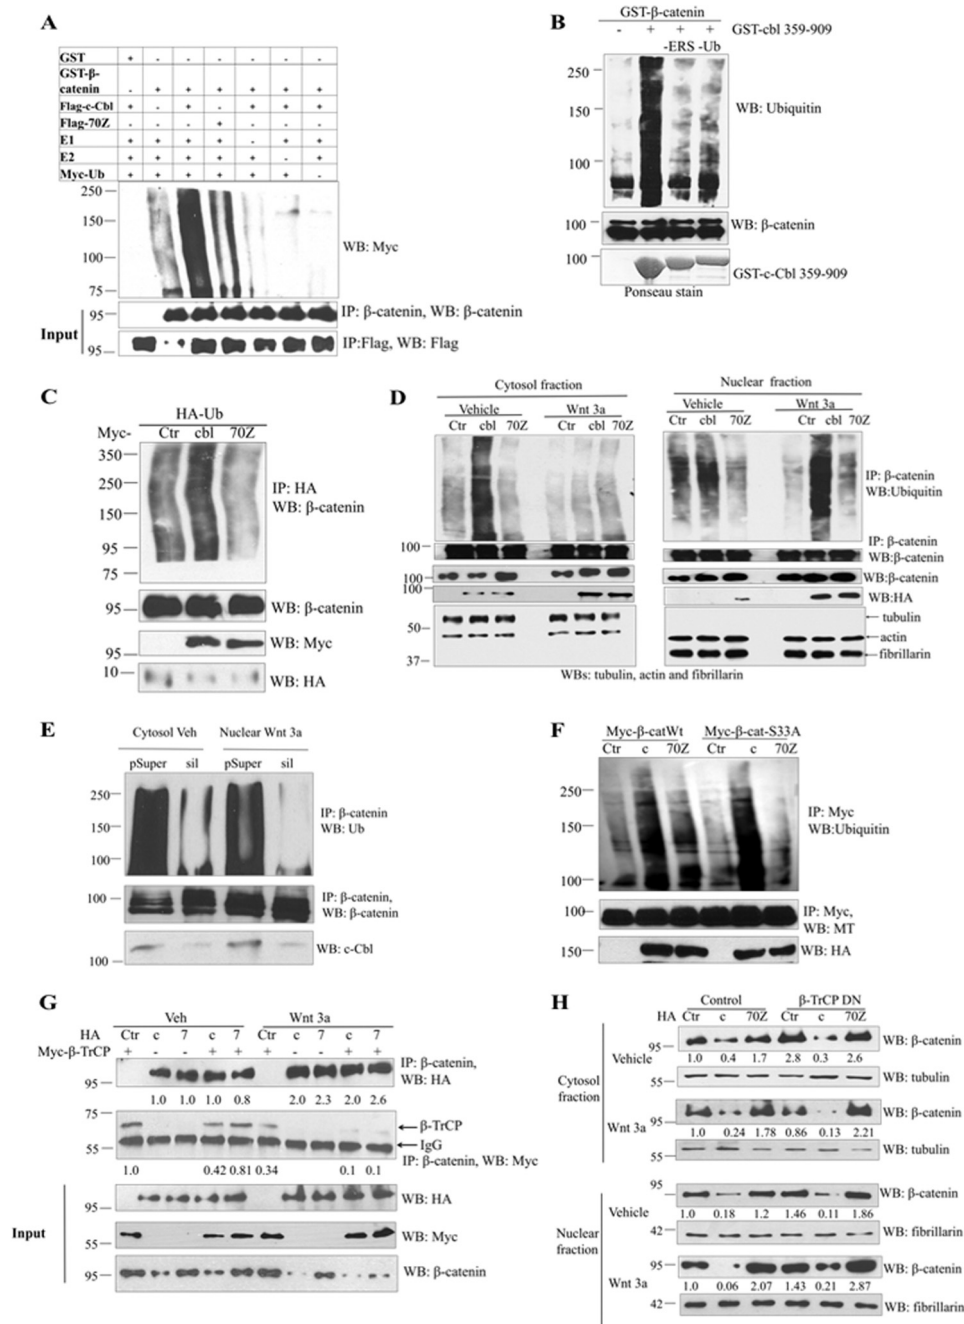 A
GST + - - - - - -
GST-β-catenin - + + + + + +
Flag-c-Cbl + - + - + + +
Flag-70Z - - - + - - -
E1 + + + + - + +
E2 + + + + + - +
Myc-Ub + + + + + + -
250
150
100
75
WB: Myc
95
IP: β-catenin, WB: β-catenin
Input
95
IP:Flag, WB: Flag
B
GST-β-catenin
- + + + GST-cbl 359-909
-ERS -Ub
250
150
100
WB: Ubiquitin
100
WB: β-catenin
100
GST-c-Cbl 359-909
Ponseau stain
C
HA-Ub
Myc- Ctr cbl 70Z
350
250
150
95
75
IP: HA
WB: β-catenin
95
WB: β-catenin
95
WB: Myc
10
WB: HA
D
Cytosol fraction
Vehicle Wnt 3a
Ctr cbl 70Z Ctr cbl 70Z
100
100
100
50
37
Nuclear fraction
Vehicle Wnt 3a
Ctr cbl 70Z Ctr cbl 70Z
IP: β-catenin
WB:Ubiquitin
IP: β-catenin
WB:β-catenin
WB:β-catenin
WB:HA
tubulin
actin
fibrillarin
WBs: tubulin, actin and fibrillarin
E
Cytosol Veh Nuclear Wnt 3a
pSuper sil pSuper sil
250
150
100
IP: β-catenin
WB: Ub
100
IP: β-catenin,
WB: β-catenin
100
WB: c-Cbl
F
Myc-β-catWt Myc-β-cat-S33A
Ctr c 70Z Ctr c 70Z
250
150
100
IP: Myc
WB:Ubiquitin
100
IP: Myc,
WB: MT
150
WB: HA
G
Veh Wnt 3a
HA Ctr c 7 c 7 Ctr c 7 c 7
Myc-β-TrCP + - - + + + - - + +
95
IP: β-catenin,
WB: HA
1.0 1.0 1.0 0.8 2.0 2.3 2.0 2.6
75
55
β-TrCP
IgG
IP: β-catenin, WB: Myc
1.0 0.42 0.81 0.34 0.1 0.1
Input
95
WB: HA
55
WB: Myc
95
WB: β-catenin
H
Control β-TrCP DN
HA Ctr c 70Z Ctr c 70Z
Cytosol
fraction
Vehicle
95
WB: β-catenin
1.0 0.4 1.7 2.8 0.3 2.6
55
WB: tubulin
Wnt 3a
95
WB: β-catenin
1.0 0.24 1.78 0.86 0.13 2.21
55
WB: tubulin
Nuclear
fraction
Vehicle
95
WB: β-catenin
1.0 0.18 1.2 1.46 0.11 1.86
42
WB: fibrillarin
Wnt 3a
95
WB: β-catenin
1.0 0.06 2.07 1.43 0.21 2.87
42
WB: fibrillarin